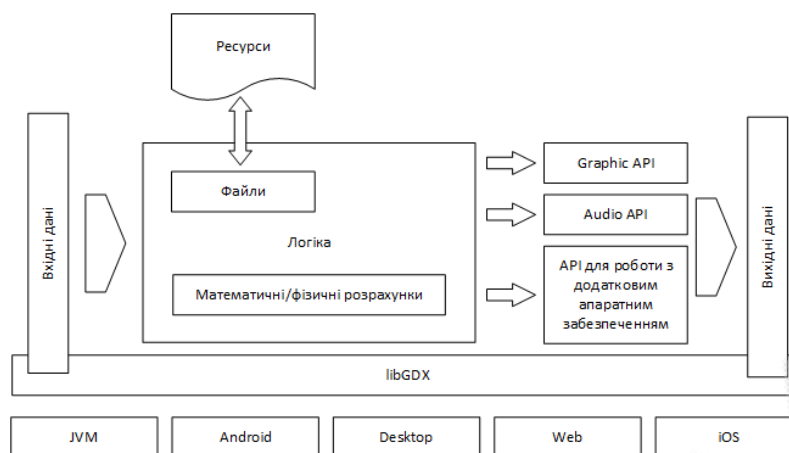 Ресурси
Вхідні дані
Файли
Логіка
Математичні/фізичні розрахунки
Graphic API
Audio API
АРІ для роботи з
додатковим
апаратним
забезпеченням
Вихідні дані
libGDX
JVM
Android
Desktop
Web
iOS